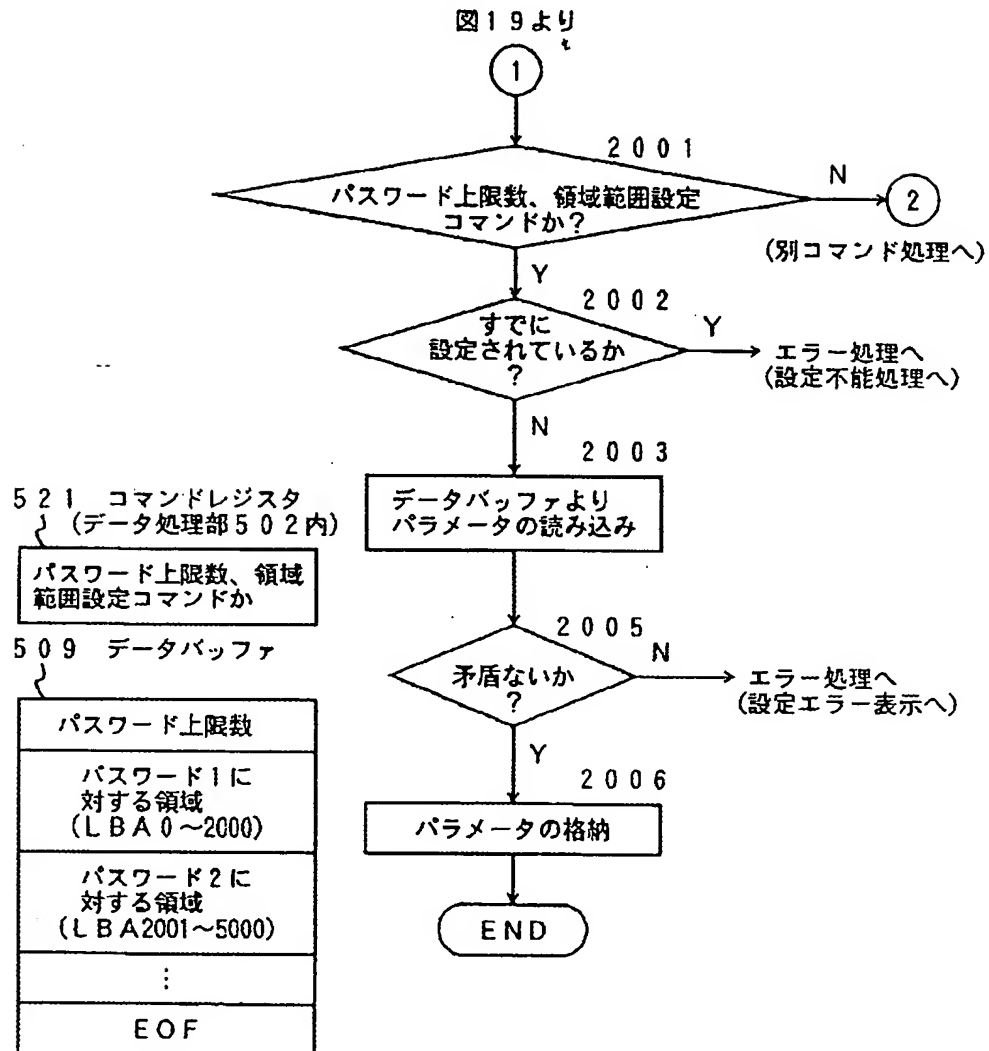 図19より
1
2001
パスワード上限数、領域範囲設定
コマンドか?
N
2
(別コマンド処理へ)
Y
2002
すでに
設定されているか
?
Y
エラー処理へ
(設定不能処理へ)
N
2003
データバッファより
パラメータの読み込み
2005
矛盾ないか
?
N
エラー処理へ
(設定エラー表示へ)
Y
2006
パラメータの格納
END
521 コマンドレジスタ
(データ処理部502内)
パスワード上限数、領域
範囲設定コマンドか
509 データバッファ
パスワード上限数
パスワード1に
対する領域
(LBA0~2000)
パスワード2に
対する領域
(LBA2001~5000)
⋮
EOF